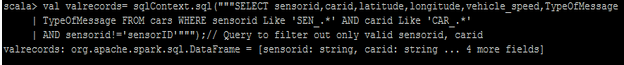 scala> val valrecords= sqlContext.sql("""SELECT sensorid,carid,latitude,longitude,vehicle_speed,TypeOfMessage
| TypeOfMessage FROM cars WHERE sensorid Like 'SEN_.*' AND carid Like 'CAR_.*'
| AND sensorid!='sensorID'""");// Query to filter out only valid sensorid, carid
valrecords: org.apache.spark.sql.DataFrame = [sensorid: string, carid: string ... 4 more fields]